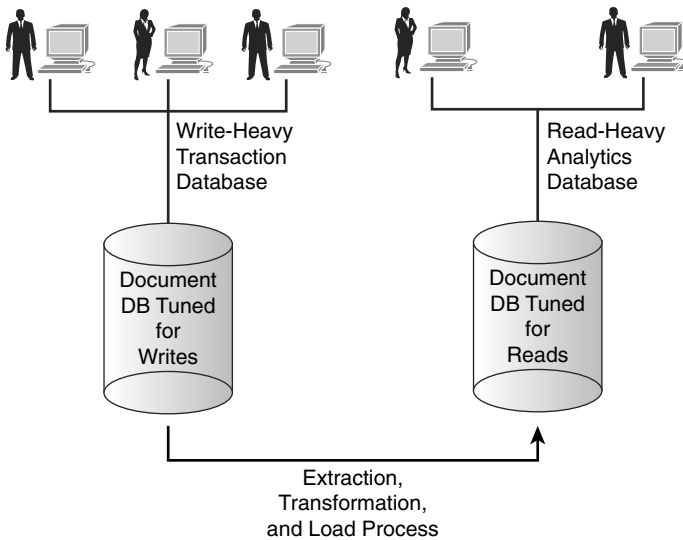 Write-Heavy
Transaction
Database
Read-Heavy
Analytics
Database
Document
DB Tuned
for
Writes
Document
DB Tuned
for
Reads
Extraction,
Transformation,
and Load Process